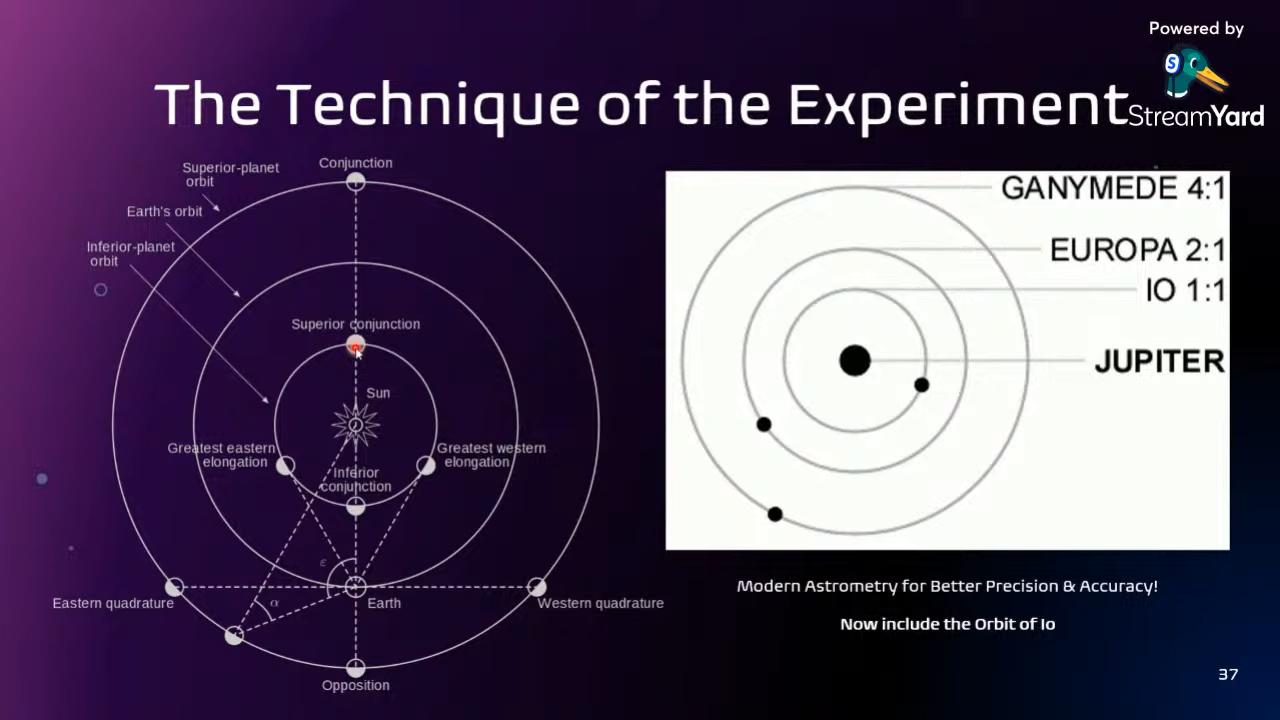 Powered by
StreamYard
The Technique of the Experiment
Conjunction
Superior-planet
orbit
Earth's orbit
Inferior-planet
orbit
Superior conjunction
Sun
Greatest eastern
elongation
Greatest western
elongation
Inferior
conjunction
ε
α
Eastern quadrature
Earth
Western quadrature
Opposition
GANYMEDE 4:1
EUROPA 2:1
IO 1:1
JUPITER
Modern Astrometry for Better Precision & Accuracy!
Now include the Orbit of Io
37